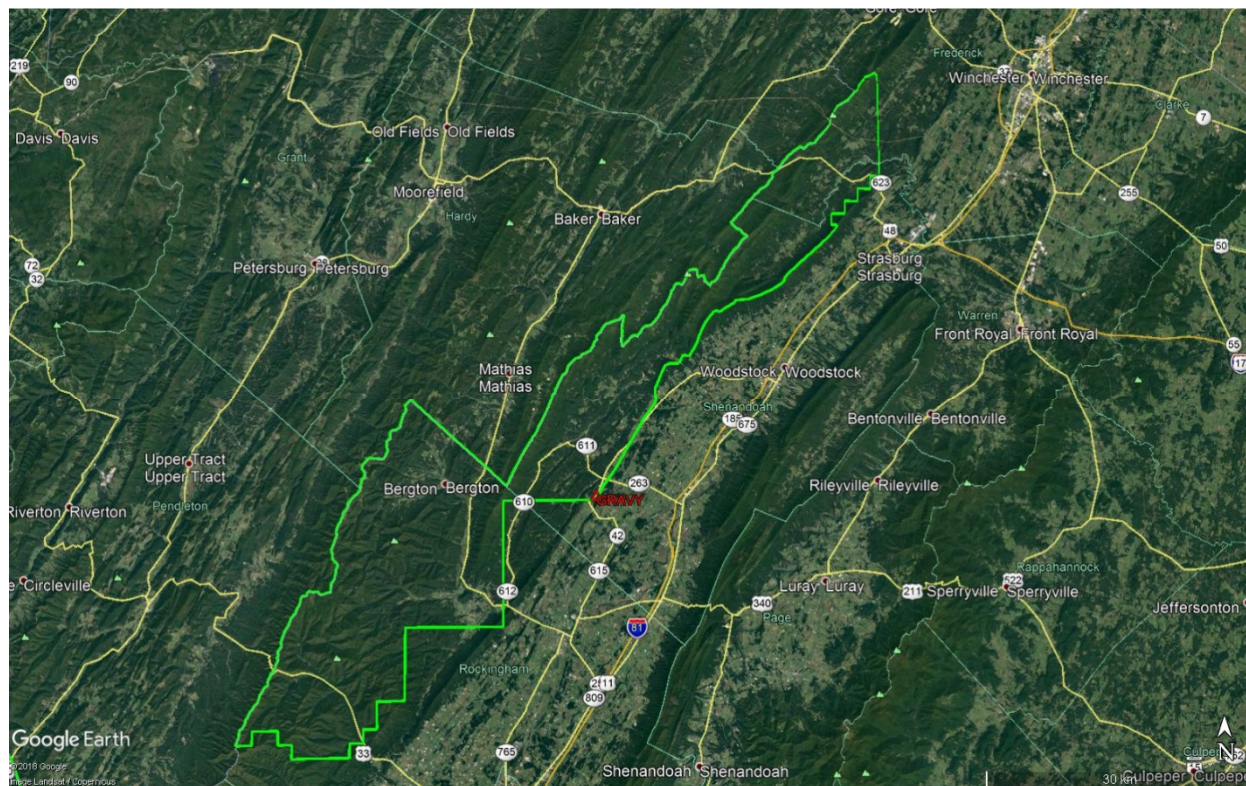 Gore Gore
Frederick
219
90
37
Winchester Winchester
Clarke
7
Davis Davis
Old Fields Old Fields
Grant
Moorefield
Hardy
623
255
Baker Baker
48
50
72
32
Petersburg Petersburg
Strasburg
Strasburg
Warren
Front Royal Front Royal
55
17
Mathias
Mathias
Woodstock Woodstock
Shenandoah
185
675
Bentonville Bentonville
611
Upper Tract
Upper Tract
263
Bergton Bergton
Rileyville Rileyville
610
GRAVY
Riverton Riverton
Pendleton
42
615
Rappahannock
e Circleville
612
Luray Luray
211
522
Sperryville Sperryville
340
Page
Jeffersonton
81
Rockingham
11
809
Google Earth
33
765
©2018 Google
Image Landsat / Copernicus
Shenandoah Shenandoah
N
30 km
Culpeper Culpepe